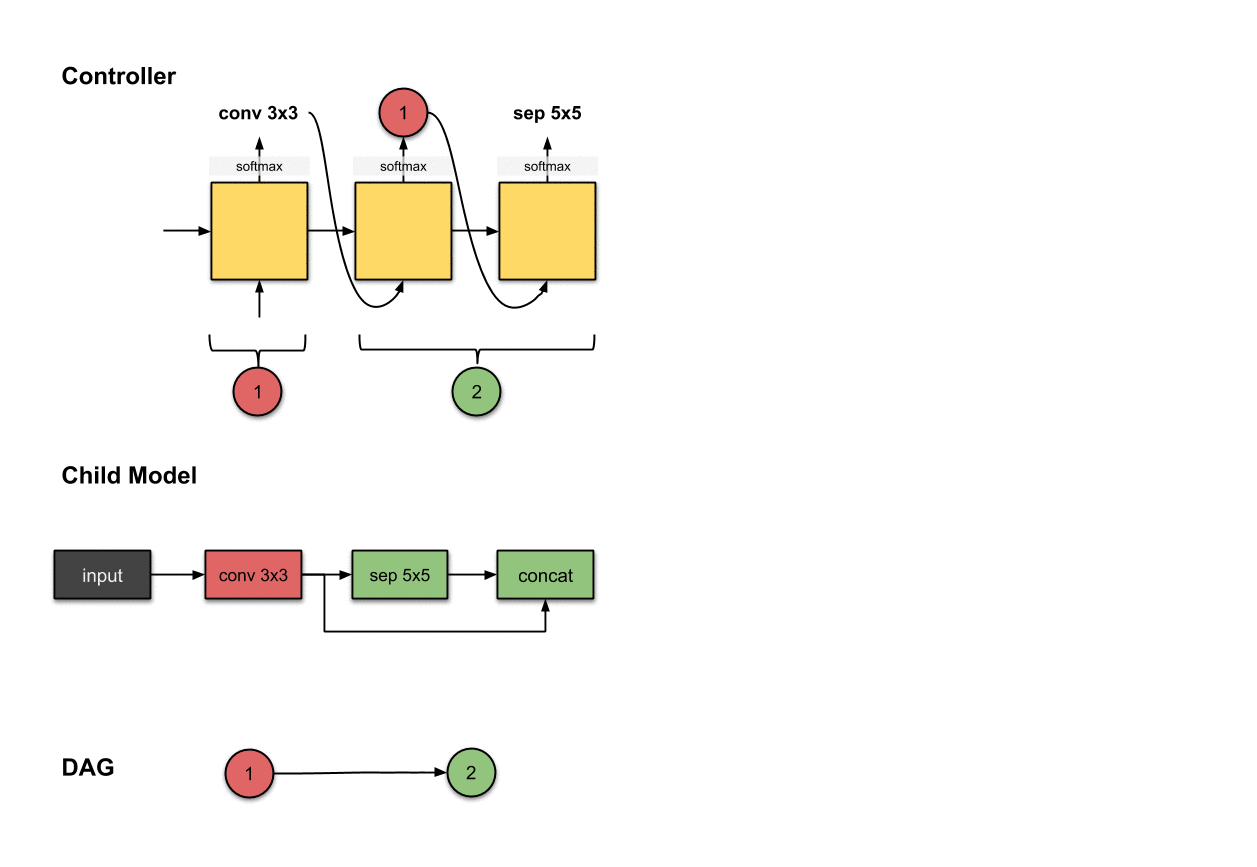 Controller
conv 3x3
1
sep 5x5
softmax
softmax
softmax
1
2
Child Model
input
conv 3x3
sep 5x5
concat
DAG
1
2